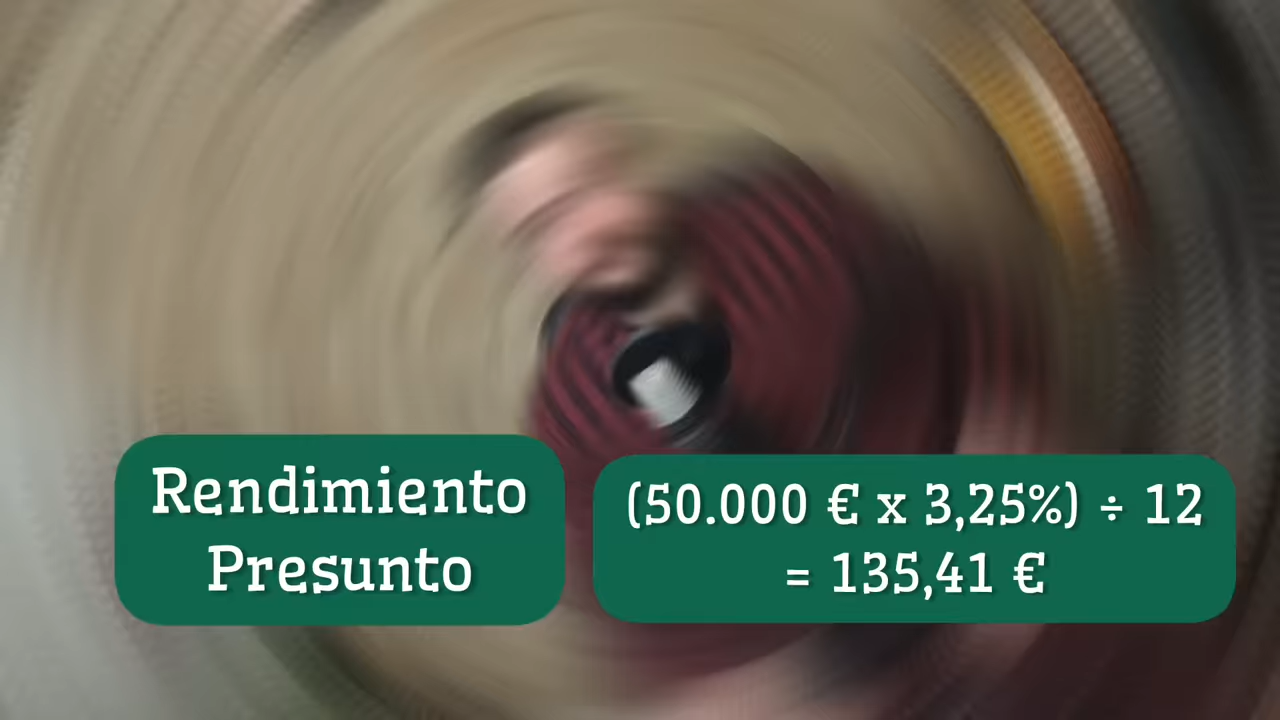 Rendimiento
Presunto
(50.000 € x 3,25%) ÷ 12
= 135,41 €